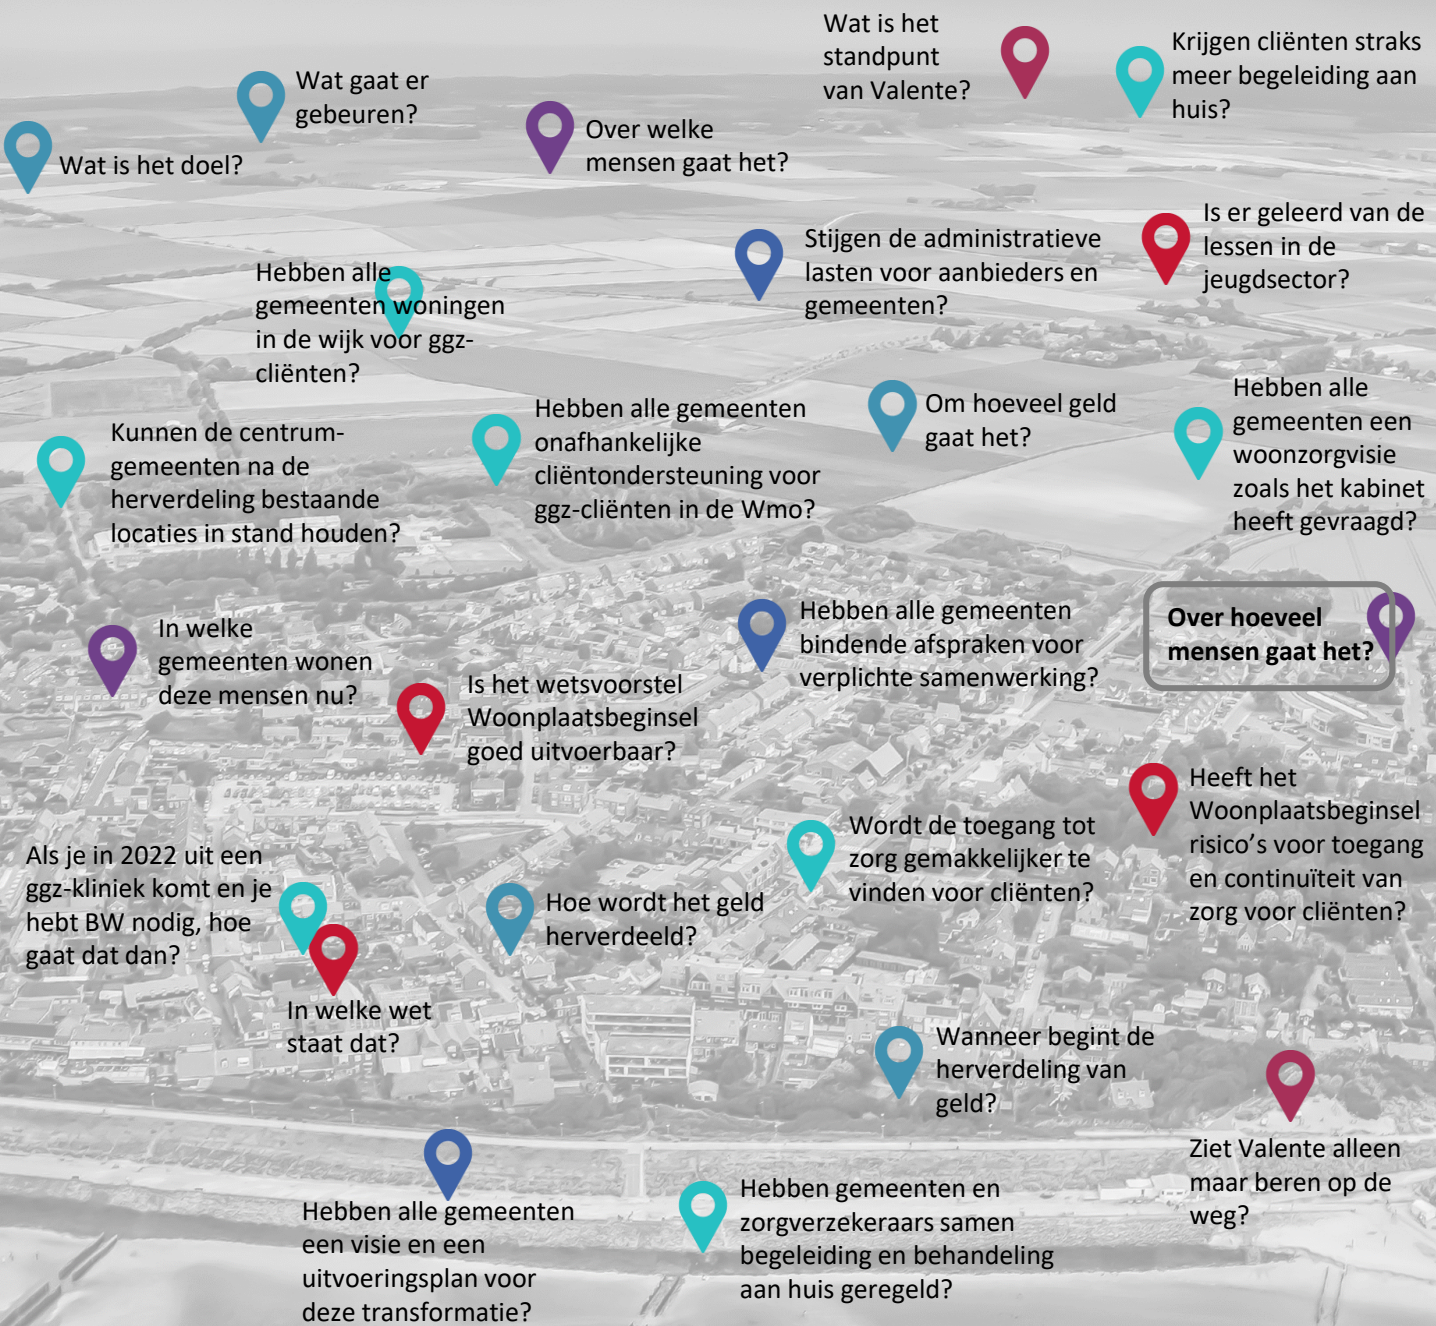 Wat is het
standpunt
van Valente?
Krijgen cliënten straks
meer begeleiding aan
huis?
Wat gaat er
gebeuren?
Over welke
mensen gaat het?
Wat is het doel?
Is er geleerd van de
lessen in de
jeugdsector?
Stijgen de administratieve
lasten voor aanbieders en
gemeenten?
Hebben alle
gemeenten woningen
in de wijk voor ggz-
cliënten?
Hebben alle
gemeenten een
woonzorgvisie
zoals het kabinet
heeft gevraagd?
Om hoeveel geld
gaat het?
Hebben alle gemeenten
onafhankelijke
cliëntondersteuning voor
ggz-cliënten in de Wmo?
Kunnen de centrum-
gemeenten na de
herverdeling bestaande
locaties in stand houden?
Hebben alle gemeenten
bindende afspraken voor
verplichte samenwerking?
Over hoeveel
mensen gaat het?
In welke
gemeenten wonen
deze mensen nu?
Is het wetsvoorstel
Woonplaatsbeginsel
goed uitvoerbaar?
Heeft het
Woonplaatsbeginsel
risico's voor toegang
en continuïteit van
zorg voor cliënten?
Wordt de toegang tot
zorg gemakkelijker te
vinden voor cliënten?
Als je in 2022 uit een
ggz-kliniek komt en je
hebt BW nodig, hoe
gaat dat dan?
Hoe wordt het geld
herverdeeld?
In welke wet
staat dat?
Wanneer begint de
herverdeling van
geld?
Ziet Valente alleen
maar beren op de
weg?
Hebben gemeenten en
zorgverzekeraars samen
begeleiding en behandeling
aan huis geregeld?
Hebben alle gemeenten
een visie en een
uitvoeringsplan voor
deze transformatie?